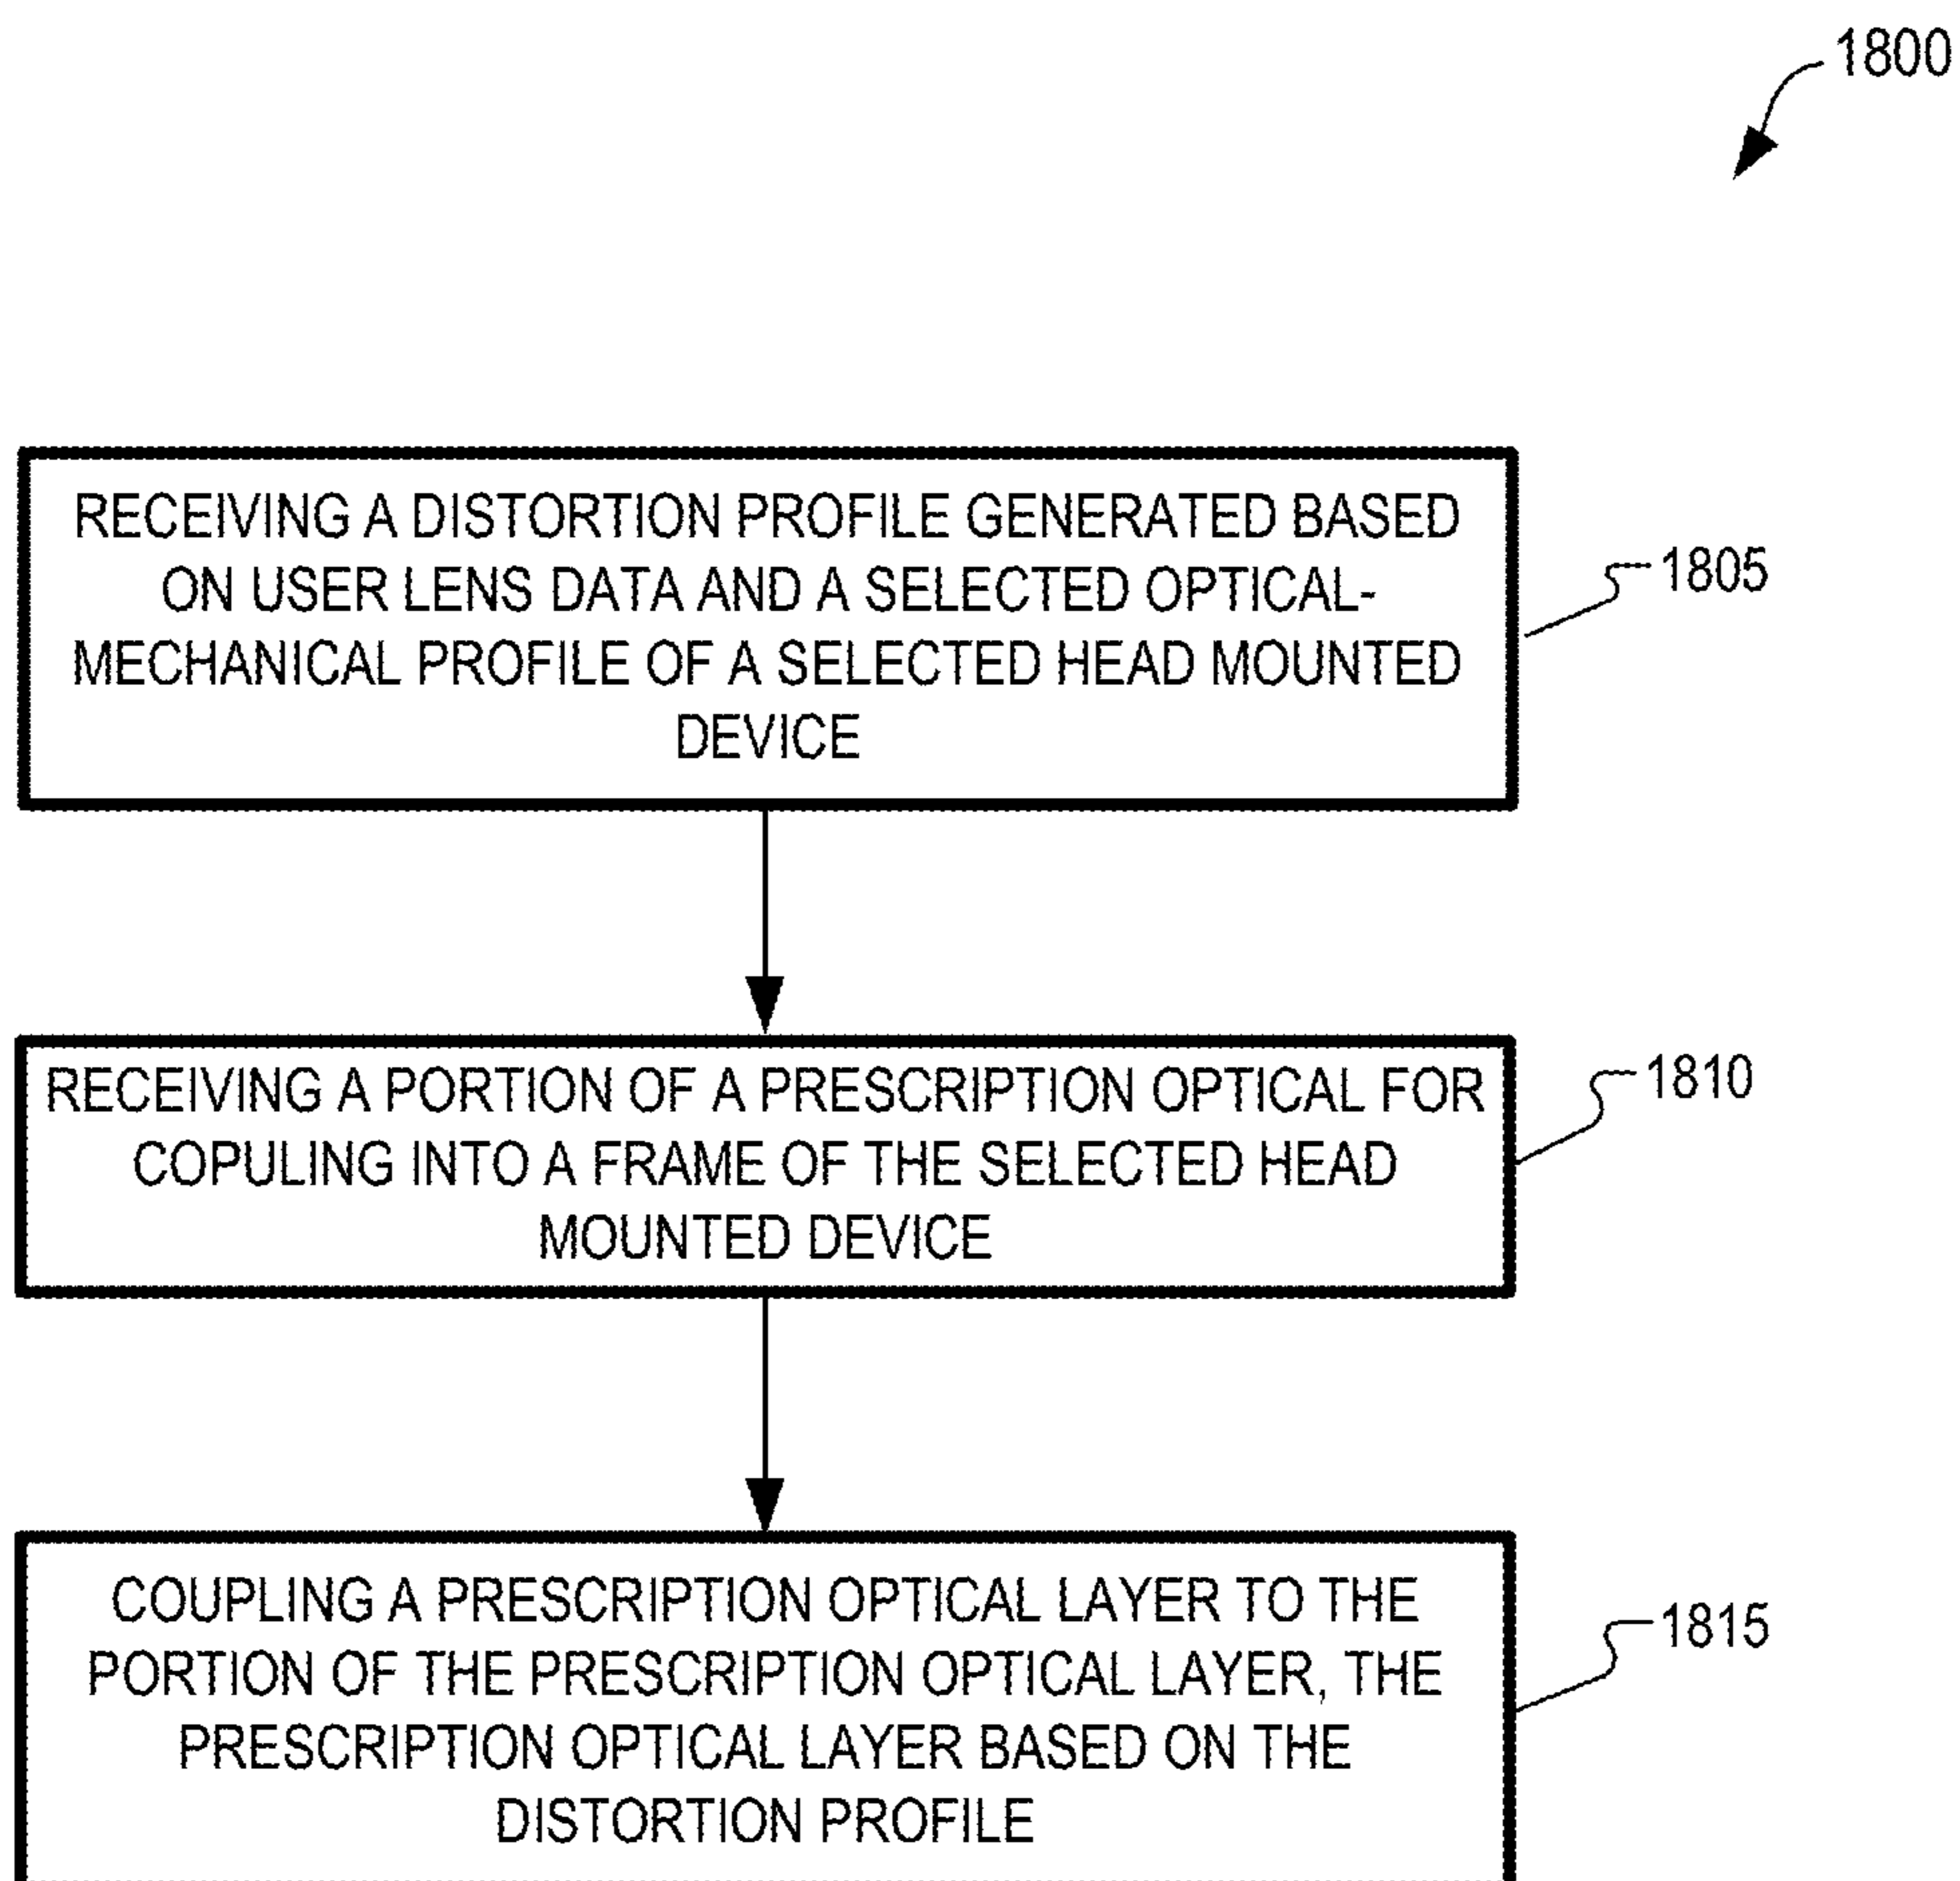 1800
RECEIVING A DISTORTION PROFILE GENERATED BASED
ON USER LENS DATA AND A SELECTED OPTICAL-
MECHANICAL PROFILE OF A SELECTED HEAD MOUNTED
DEVICE
1805
RECEIVING A PORTION OF A PRESCRIPTION OPTICAL FOR
COPULING INTO A FRAME OF THE SELECTED HEAD
MOUNTED DEVICE
1810
COUPLING A PRESCRIPTION OPTICAL LAYER TO THE
PORTION OF THE PRESCRIPTION OPTICAL LAYER, THE
PRESCRIPTION OPTICAL LAYER BASED ON THE
DISTORTION PROFILE
1815